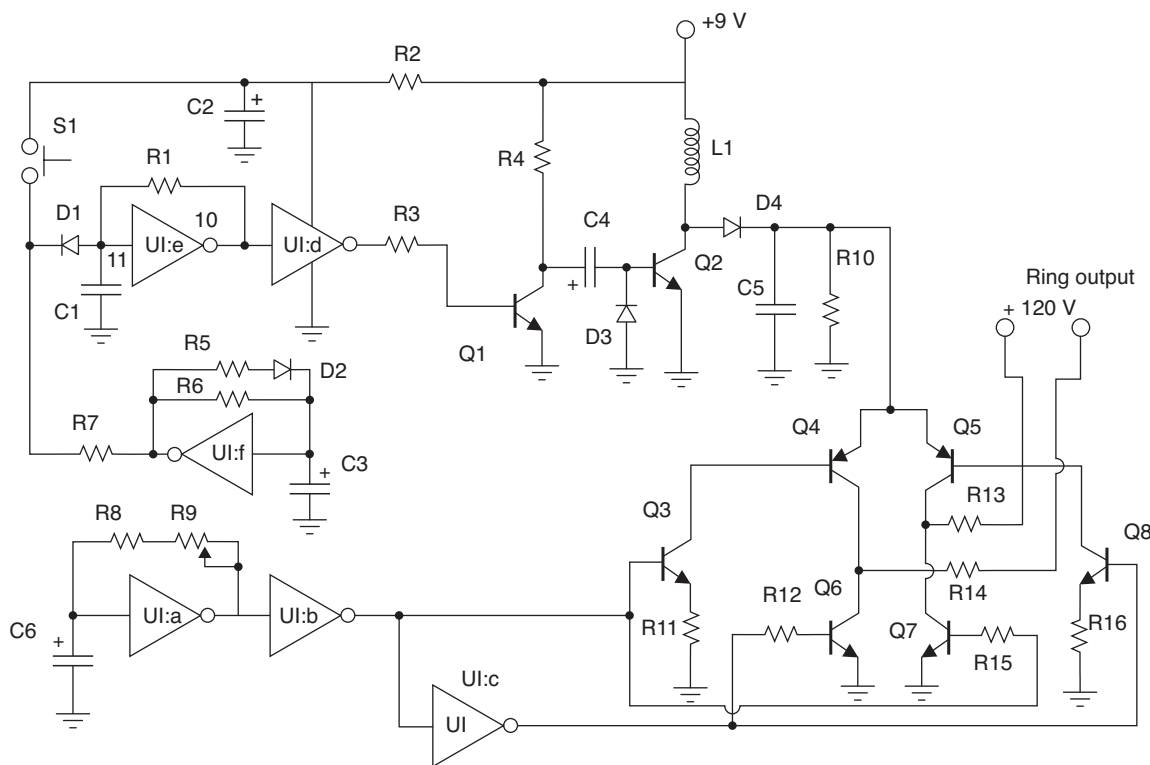 +9 V
R2
C2
+
S1
R1
R4
L1
D1
10
D4
R3
C4
UI:e
UI:d
11
Q2
R10
C1
+
C5
Ring output
D3
+ 120 V
Q1
R5
D2
R6
R7
Q4
Q5
UI:f
+
C3
R8
R9
Q3
R13
Q8
C6
+
UI:a
UI:b
R12
Q6
R14
R11
Q7
R16
R15
UI:c
UI